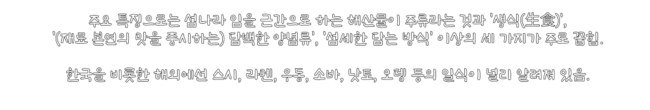 주요 특징으로는 섬나라 임을 근간으로 하는 해산물이 주류라는 것과 '생식(生食)',
'(재료 본연의 맛을 중시하는) 담백한 양념류', '섬세한 담는 방식' 이상의 세 가지가 주로 꼽힘.
한국을 비롯한 해외에선 스시, 라멘, 우동, 소바, 낫토, 오뎅 등의 일식이 널리 알려져 있음.